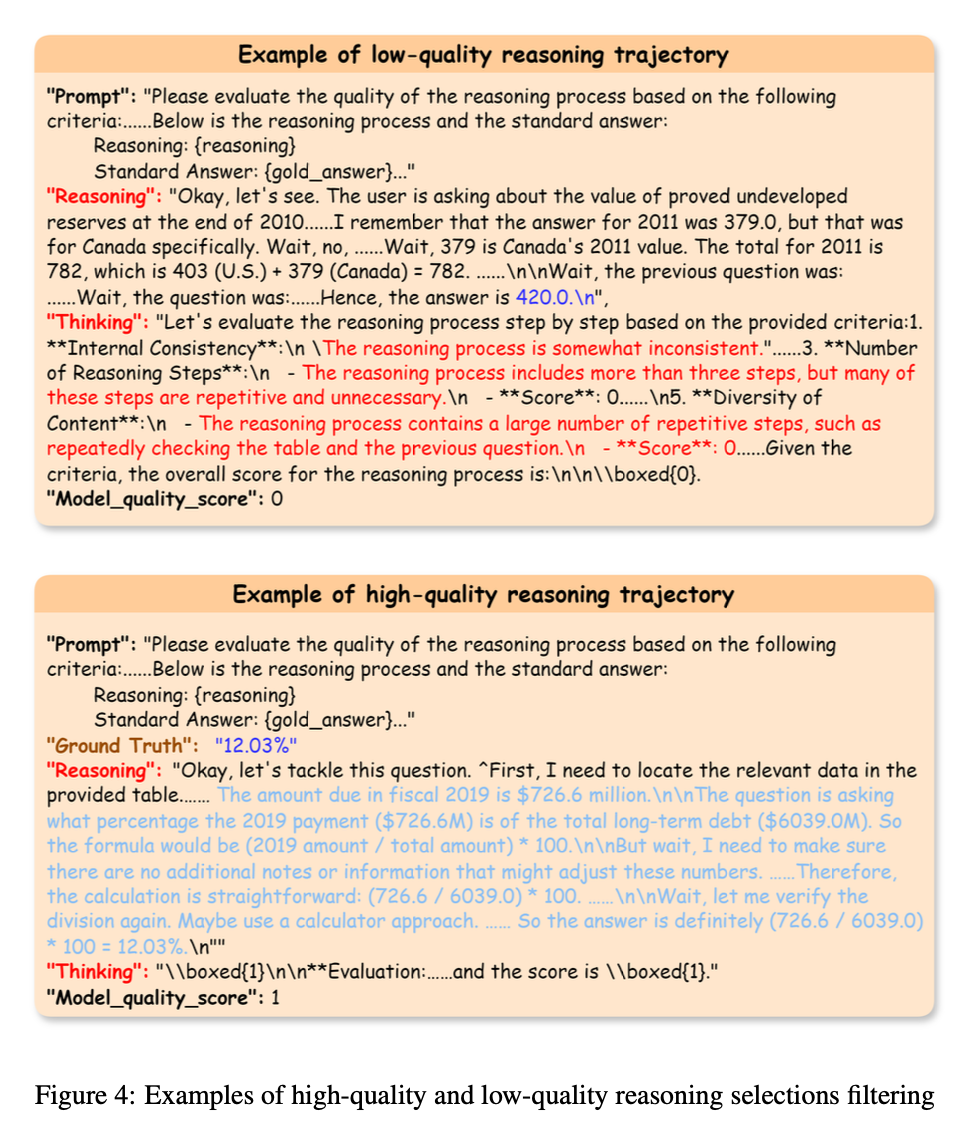 Example of low-quality reasoning trajectory
"Prompt": "Please evaluate the quality of the reasoning process based on the following
criteria:......Below is the reasoning process and the standard answer:
Reasoning: {reasoning}
Standard Answer: {gold_answer}..."
"Reasoning": "Okay, let's see. The user is asking about the value of proved undeveloped
reserves at the end of 2010......I remember that the answer for 2011 was 379.0, but that was
for Canada specifically. Wait, no, ......Wait, 379 is Canada's 2011 value. The total for 2011 is
782, which is 403 (U.S.) + 379 (Canada) = 782. ......\n\nWait, the previous question was:
......Wait, the question was:......Hence, the answer is 420.0.\n",
"Thinking": "Let's evaluate the reasoning process step by step based on the provided criteria:1.
**Internal Consistency**:\n \The reasoning process is somewhat inconsistent."......3. **Number
of Reasoning Steps**:\n   - The reasoning process includes more than three steps, but many of
these steps are repetitive and unnecessary.\n   - **Score**: 0......\n5. **Diversity of
Content**:\n   - The reasoning process contains a large number of repetitive steps, such as
repeatedly checking the table and the previous question.\n   - **Score**: 0......Given the
criteria, the overall score for the reasoning process is:\n\n\\boxed{0}.
"Model_quality_score": 0
Example of high-quality reasoning trajectory
"Prompt": "Please evaluate the quality of the reasoning process based on the following
criteria:......Below is the reasoning process and the standard answer:
Reasoning: {reasoning}
Standard Answer: {gold_answer}..."
"Ground Truth": "12.03%"
"Reasoning": "Okay, let's tackle this question. ^First, I need to locate the relevant data in the
provided table....... The amount due in fiscal 2019 is $726.6 million.\n\nThe question is asking
what percentage the 2019 payment ($726.6M) is of the total long-term debt ($6039.0M). So
the formula would be (2019 amount / total amount) * 100.\n\nBut wait, I need to make sure
there are no additional notes or information that might adjust these numbers. ......Therefore,
the calculation is straightforward: (726.6 / 6039.0) * 100. ......\n\nWait, let me verify the
division again. Maybe use a calculator approach. ...... So the answer is definitely (726.6 / 6039.0)
* 100 = 12.03%.\n""
"Thinking": "\\boxed{1}\n\n**Evaluation:......and the score is \\boxed{1}."
"Model_quality_score": 1
Figure 4: Examples of high-quality and low-quality reasoning selections filtering